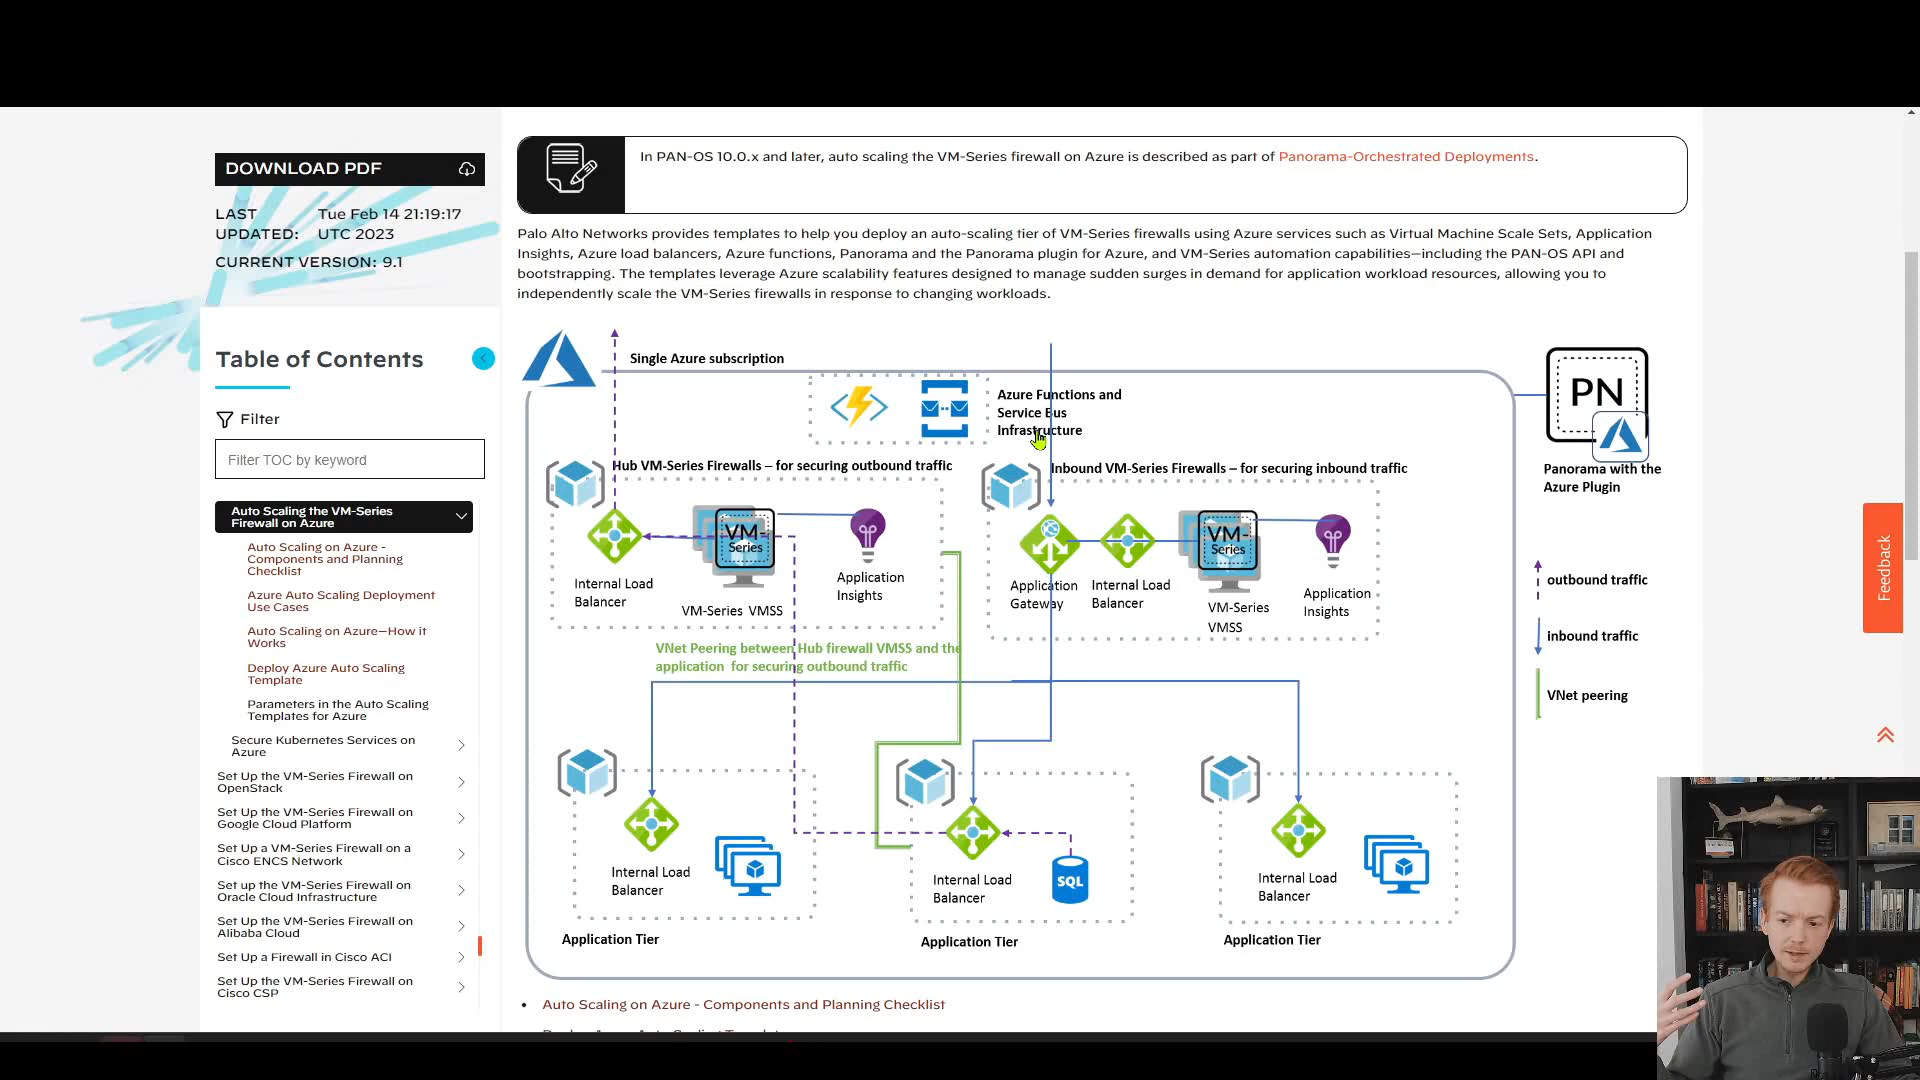 In PAN-OS 10.0.x and later, auto scaling the VM-Series firewall on Azure is described as part of Panorama-Orchestrated Deployments.
DOWNLOAD PDF
LAST UPDATED: Tue Feb 14 21:19:17 UTC 2023
CURRENT VERSION: 9.1
Table of Contents
Filter
Filter TOC by keyword
Auto Scaling the VM-Series
Firewall on Azure
Auto Scaling on Azure -
Components and Planning
Checklist
Azure Auto Scaling Deployment
Use Cases
Auto Scaling on Azure—How it
Works
Deploy Azure Auto Scaling
Template
Parameters in the Auto Scaling
Templates for Azure
Secure Kubernetes Services on
Azure
Set Up the VM-Series Firewall on
OpenStack
Set Up the VM-Series Firewall on
Google Cloud Platform
Set Up a VM-Series Firewall on a
Cisco ENCS Network
Set up the VM-Series Firewall on
Oracle Cloud Infrastructure
Set Up the VM-Series Firewall on
Alibaba Cloud
Set Up a Firewall in Cisco ACI
Set Up the VM-Series Firewall on
Cisco CSP
Palo Alto Networks provides templates to help you deploy an auto-scaling tier of VM-Series firewalls using Azure services such as Virtual Machine Scale Sets, Application
Insights, Azure load balancers, Azure functions, Panorama and the Panorama plugin for Azure, and VM-Series automation capabilities—including the PAN-OS API and
bootstrapping. The templates leverage Azure scalability features designed to manage sudden surges in demand for application workload resources, allowing you to
independently scale the VM-Series firewalls in response to changing workloads.
Single Azure subscription
Azure Functions and
Service Bus
Infrastructure
PN
Panorama with the
Azure Plugin
Hub VM-Series Firewalls – for securing outbound traffic
Inbound VM-Series Firewalls – for securing inbound traffic
VM-
Series
Internal Load
Balancer
VM-Series VMSS
Application
Insights
VM-
Series
Application
Gateway
Internal Load
Balancer
VM-Series
VMSS
Application
Insights
outbound traffic
inbound traffic
VNet peering
VNet Peering between Hub firewall VMSS and the
application for securing outbound traffic
Internal Load
Balancer
Application Tier
Internal Load
Balancer
SQL
Application Tier
Internal Load
Balancer
Application Tier
Feedback
• Auto Scaling on Azure - Components and Planning Checklist